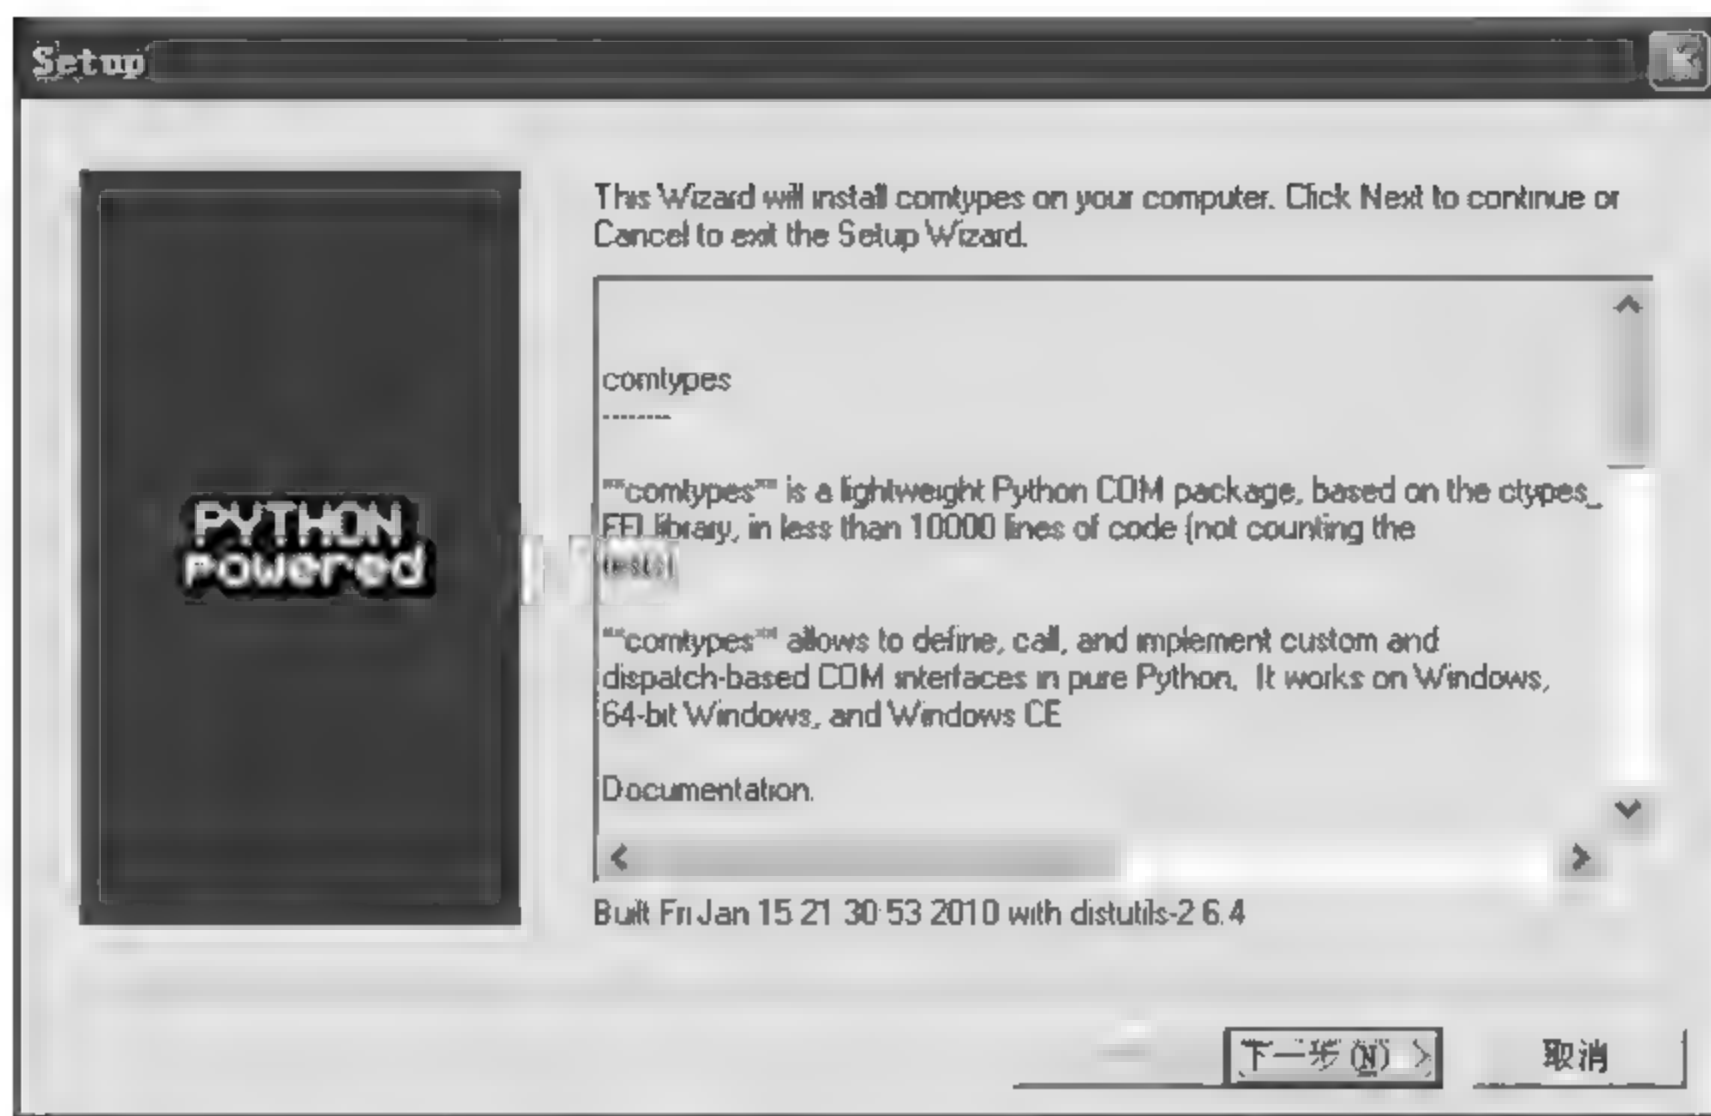 Setup
This Wizard will install comtypes on your computer. Click Next to continue or
Cancel to exit the Setup Wizard.
comtypes
--------
**comtypes** is a lightweight Python COM package, based on the ctypes_
FFI library, in less than 10000 lines of code (not counting the
tests)
PYTHON
powered
**comtypes** allows to define, call, and implement custom and
dispatch-based COM interfaces in pure Python. It works on Windows,
64-bit Windows, and Windows CE
Documentation.
Built Fri Jan 15 21 30:53 2010 with distutils-2 6.4
下一步(N) >
取消